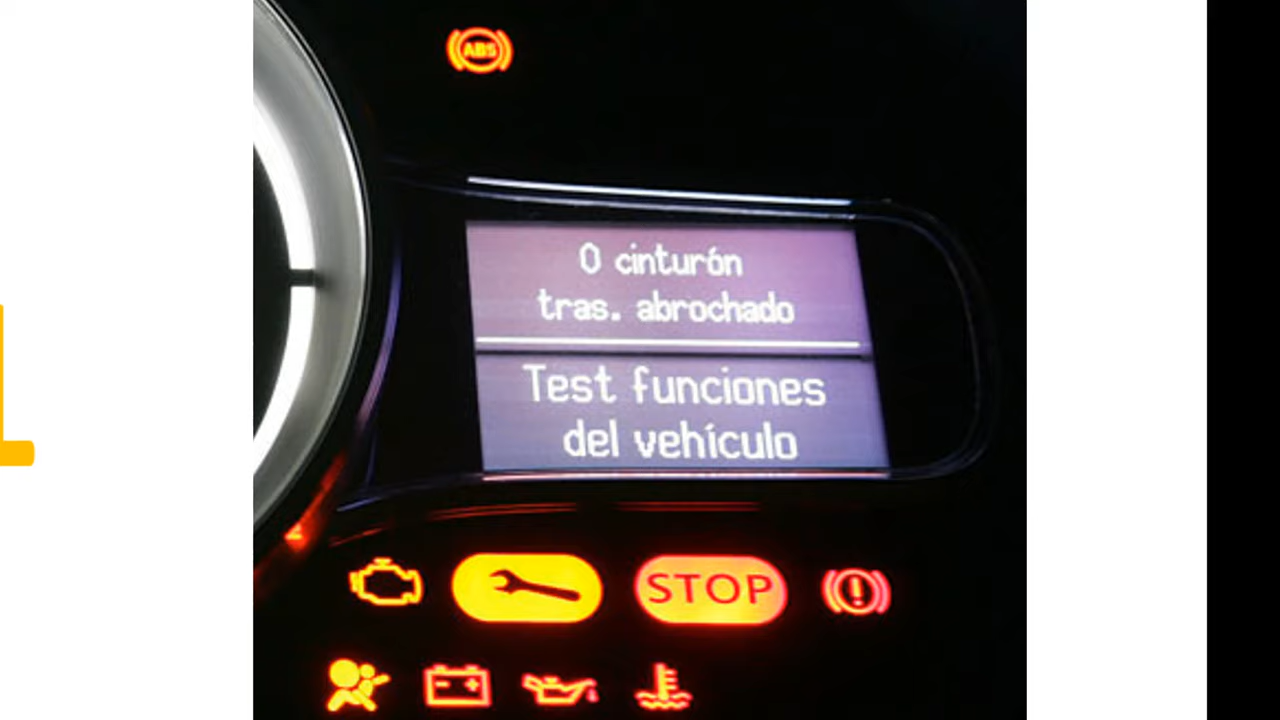 ABS
0 cinturón
tras. abrochado
Test funciones
del vehículo
STOP